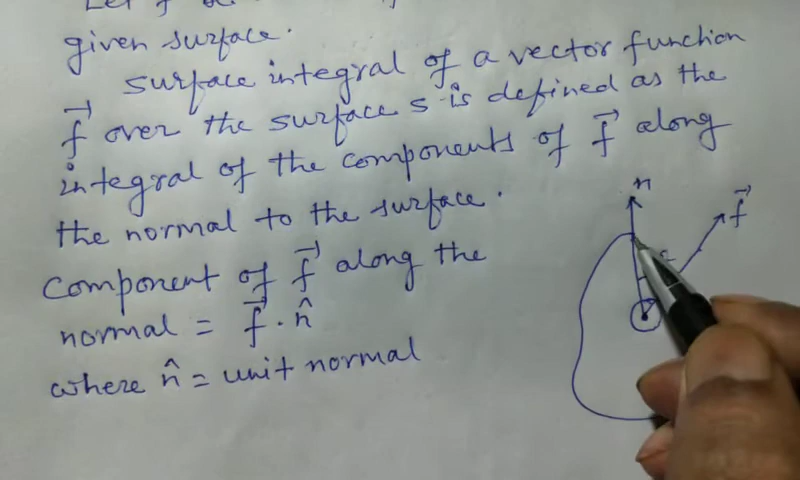 given surface.
surface integral of a vector function
f⃗ over the surface s is defined as the
integral of the components of f⃗ along
the normal to the surface.
component of f⃗ along the
normal = f⃗ · n̂
where n̂ = unit normal
n
f⃗